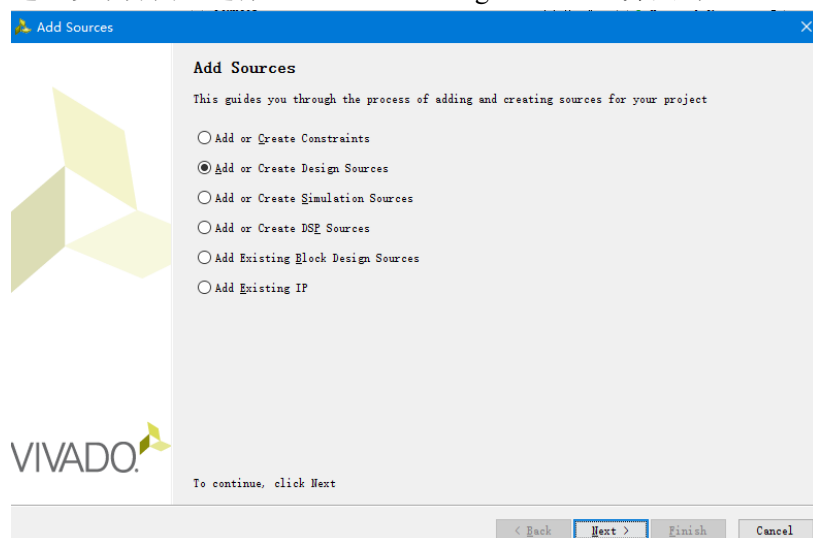 Add Sources
Add Sources
This guides you through the process of adding and creating sources for your project
Add or Create Constraints
Add or Create Design Sources
Add or Create Simulation Sources
Add or Create DSP Sources
Add Existing Block Design Sources
Add Existing IP
VIVADO.
To continue, click Next
< Back Next > Finish Cancel